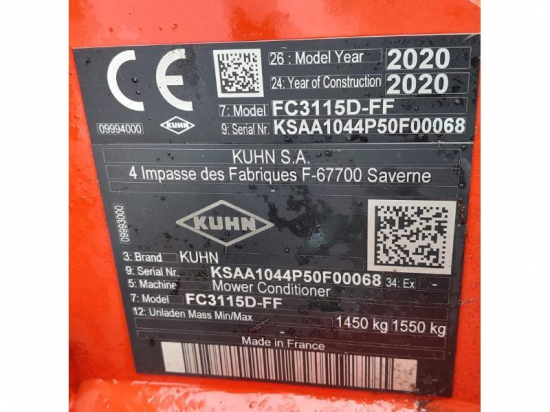 CE
26: Model Year 2020
24: Year of Construction 2020
7: Model FC3115D-FF
09994000 KUHN 9: Serial Nr. KSAA1044P50F00068
KUHN S.A.
4 Impasse des Fabriques F-67700 Saverne
09993000
KUHN
3: Brand KUHN
9: Serial Nr. KSAA1044P50F00068 34: Ex -
5: Machine Mower Conditioner
7: Model FC3115D-FF
12: Unladen Mass Min/Max 1450 kg 1550 kg
Made in France